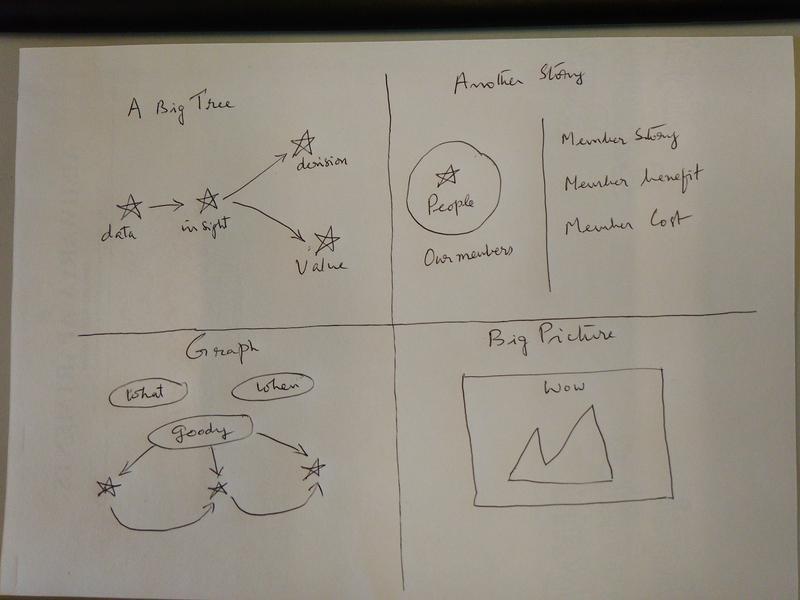 A Big Tree
decision
data
insight
Value
Another Story
People
Our members
Member Story
Member benefit
Member Cost
Graph
What
When
goody
Big Picture
Wow